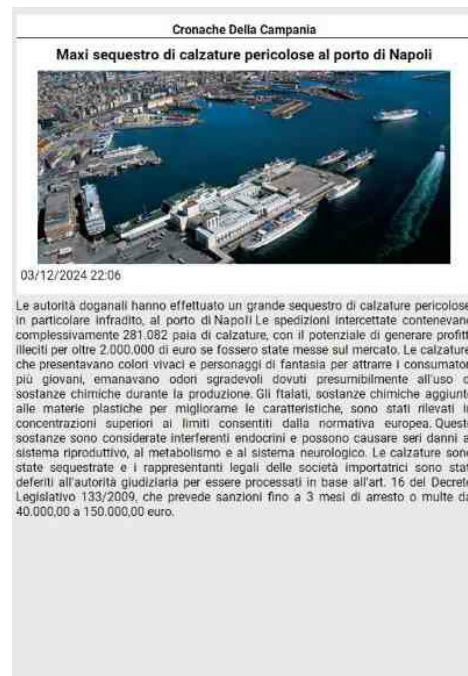 Cronache Della Campania
Maxi sequestro di calzature pericolose al porto di Napoli
03/12/2024 22:06
Le autorità doganali hanno effettuato un grande sequestro di calzature pericolose
in particolare infradito, al porto di Napoli Le spedizioni intercettate contenevano
complessivamente 281.082 paia di calzature, con il potenziale di generare profitti
illeciti per oltre 2.000.000 di euro se fossero state messe sul mercato. Le calzature
che presentavano colori vivaci e personaggi di fantasia per attrarre i consumatori
più giovani, emanavano odori sgradevoli dovuti presumibilmente all'uso d
sostanze chimiche durante la produzione. Gli ftalati, sostanze chimiche aggiunte
alle materie plastiche per migliorarne le caratteristiche, sono stati rilevati in
concentrazioni superiori ai limiti consentiti dalla normativa europea. Queste
sostanze sono considerate interferenti endocrini e possono causare seri danni al
sistema riproduttivo, al metabolismo e al sistema neurologico. Le calzature sono
state sequestrate e i rappresentanti legali delle società importatrici sono stati
deferiti all'autorità giudiziaria per essere processati in base all'art. 16 del Decreto
Legislativo 133/2009, che prevede sanzioni fino a 3 mesi di arresto o multe da
40.000,00 a 150.000,00 euro.